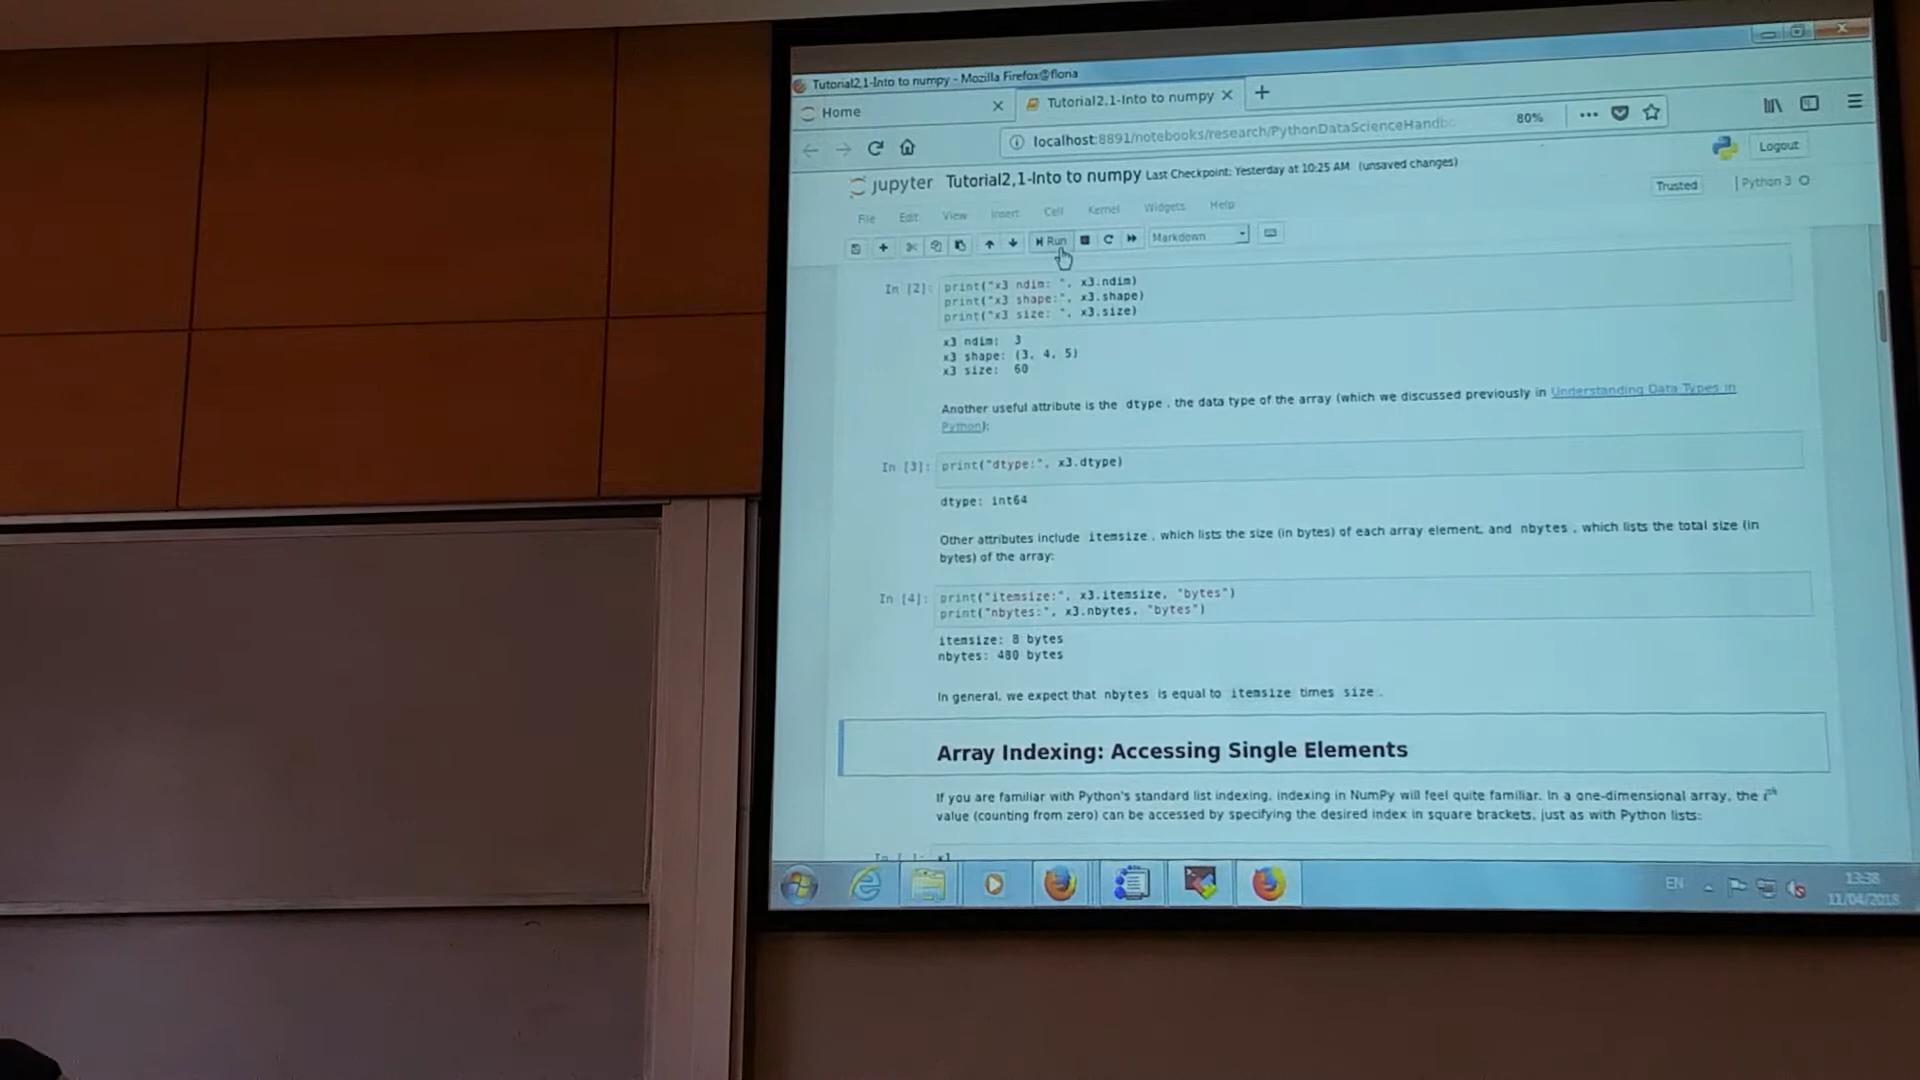 Tutorial2,1-Into to numpy - Mozilla Firefox@floria
Home
Tutorial2,1-Into to numpy
localhost:8891/notebooks/research/PythonDataScienceHandbo
80%
jupyter Tutorial2,1-Into to numpy Last Checkpoint: Yesterday at 10:25 AM (unsaved changes)
Logout
File Edit View Insert Cell Kernel Widgets Help
Trusted
Python 3
Run
Markdown
In [2]: print("x3 ndim: ", x3.ndim)
print("x3 shape:", x3.shape)
print("x3 size: ", x3.size)
x3 ndim: 3
x3 shape: (3, 4, 5)
x3 size: 60
Another useful attribute is the dtype , the data type of the array (which we discussed previously in Understanding Data Types in
Python):
In [3]: print("dtype:", x3.dtype)
dtype: int64
Other attributes include itemsize , which lists the size (in bytes) of each array element, and nbytes , which lists the total size (in
bytes) of the array:
In [4]: print("itemsize:", x3.itemsize, "bytes")
print("nbytes:", x3.nbytes, "bytes")
itemsize: 8 bytes
nbytes: 480 bytes
In general, we expect that nbytes is equal to itemsize times size .
Array Indexing: Accessing Single Elements
If you are familiar with Python's standard list indexing, indexing in NumPy will feel quite familiar. In a one-dimensional array, the iᵗʰ
value (counting from zero) can be accessed by specifying the desired index in square brackets, just as with Python lists:
In [ ]: x1
EN
13:38
11/04/2018